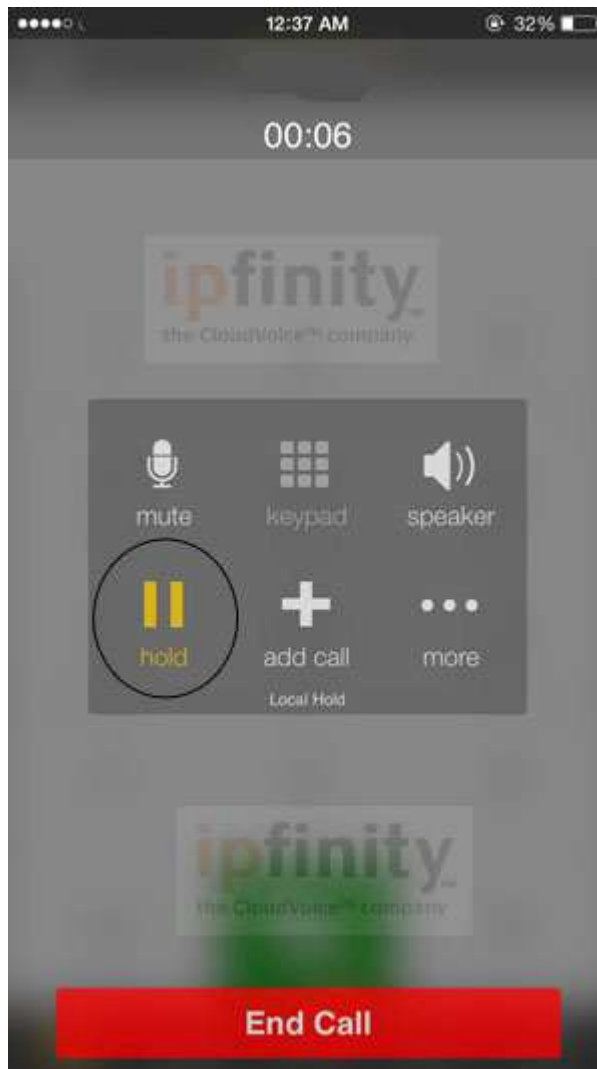 12:37 AM 32%
00:06
ipfinity
the CloudVoice™ company
mute keypad speaker
hold add call more
Local Hold
ipfinity
the CloudVoice™ company
End Call